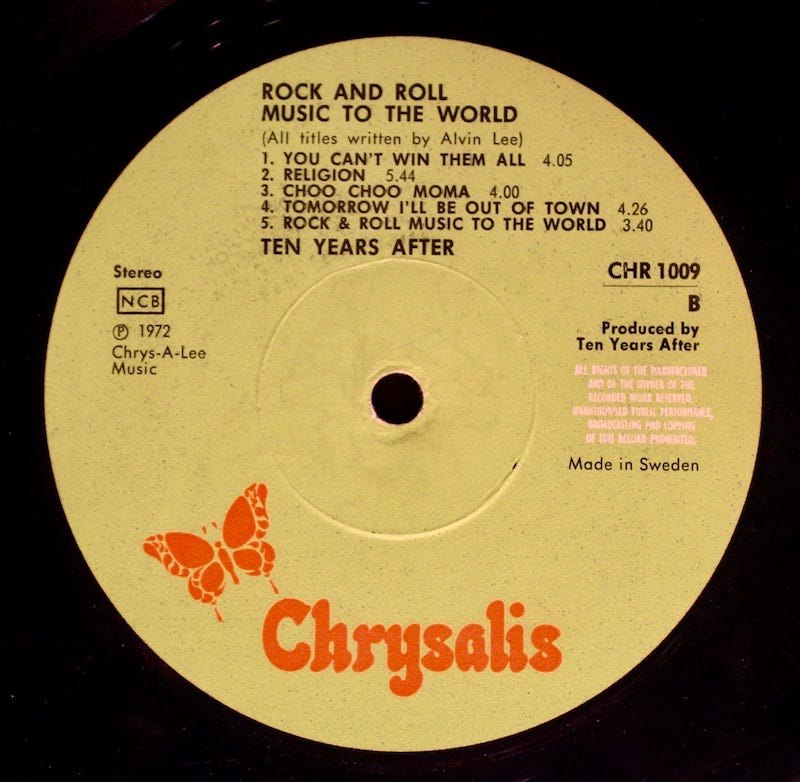 ROCK AND ROLL
MUSIC TO THE WORLD
(All titles written by Alvin Lee)
1. YOU CAN'T WIN THEM ALL 4.05
2. RELIGION 5.44
3. CHOO CHOO MOMA 4.00
4. TOMORROW I'LL BE OUT OF TOWN 4.26
5. ROCK & ROLL MUSIC TO THE WORLD 3.40
TEN YEARS AFTER
Stereo
NCB
℗ 1972
Chrys-A-Lee
Music
CHR 1009
B
Produced by
Ten Years After
ALL RIGHTS OF THE MANUFACTURER
AND OF THE OWNER OF THE
RECORDED WORK RESERVED.
UNAUTHORISED PUBLIC PERFORMANCE,
BROADCASTING AND COPYING
OF THIS RECORD PROHIBITED.
Made in Sweden
Chrysalis